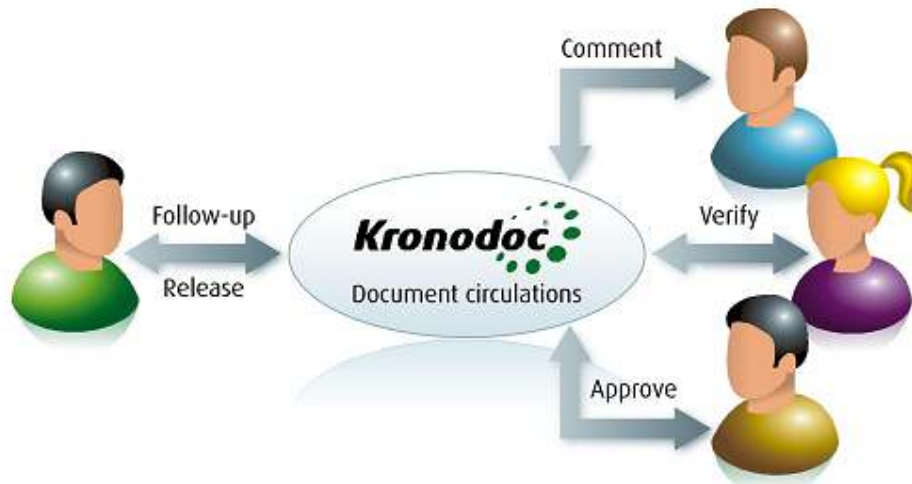 Comment
Follow-up
Release
Kronodoc®
Document circulations
Verify
Approve